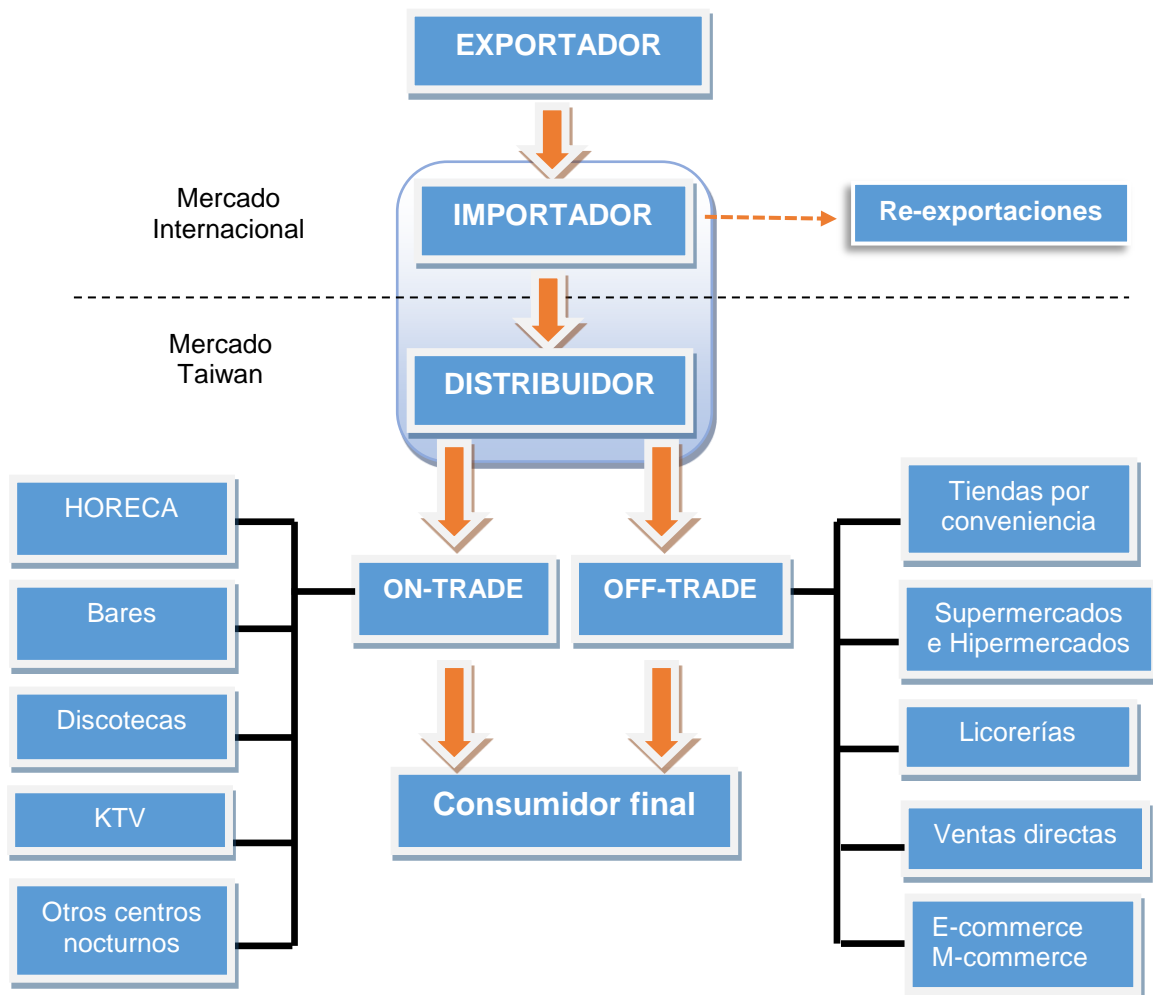 EXPORTADOR
Mercado
Internacional
IMPORTADOR
Re-exportaciones
Mercado
Taiwan
DISTRIBUIDOR
HORECA
Bares
Discotecas
KTV
Otros centros
nocturnos
ON-TRADE
OFF-TRADE
Consumidor final
Tiendas por
conveniencia
Supermercados
e Hipermercados
Licorerías
Ventas directas
E-commerce
M-commerce